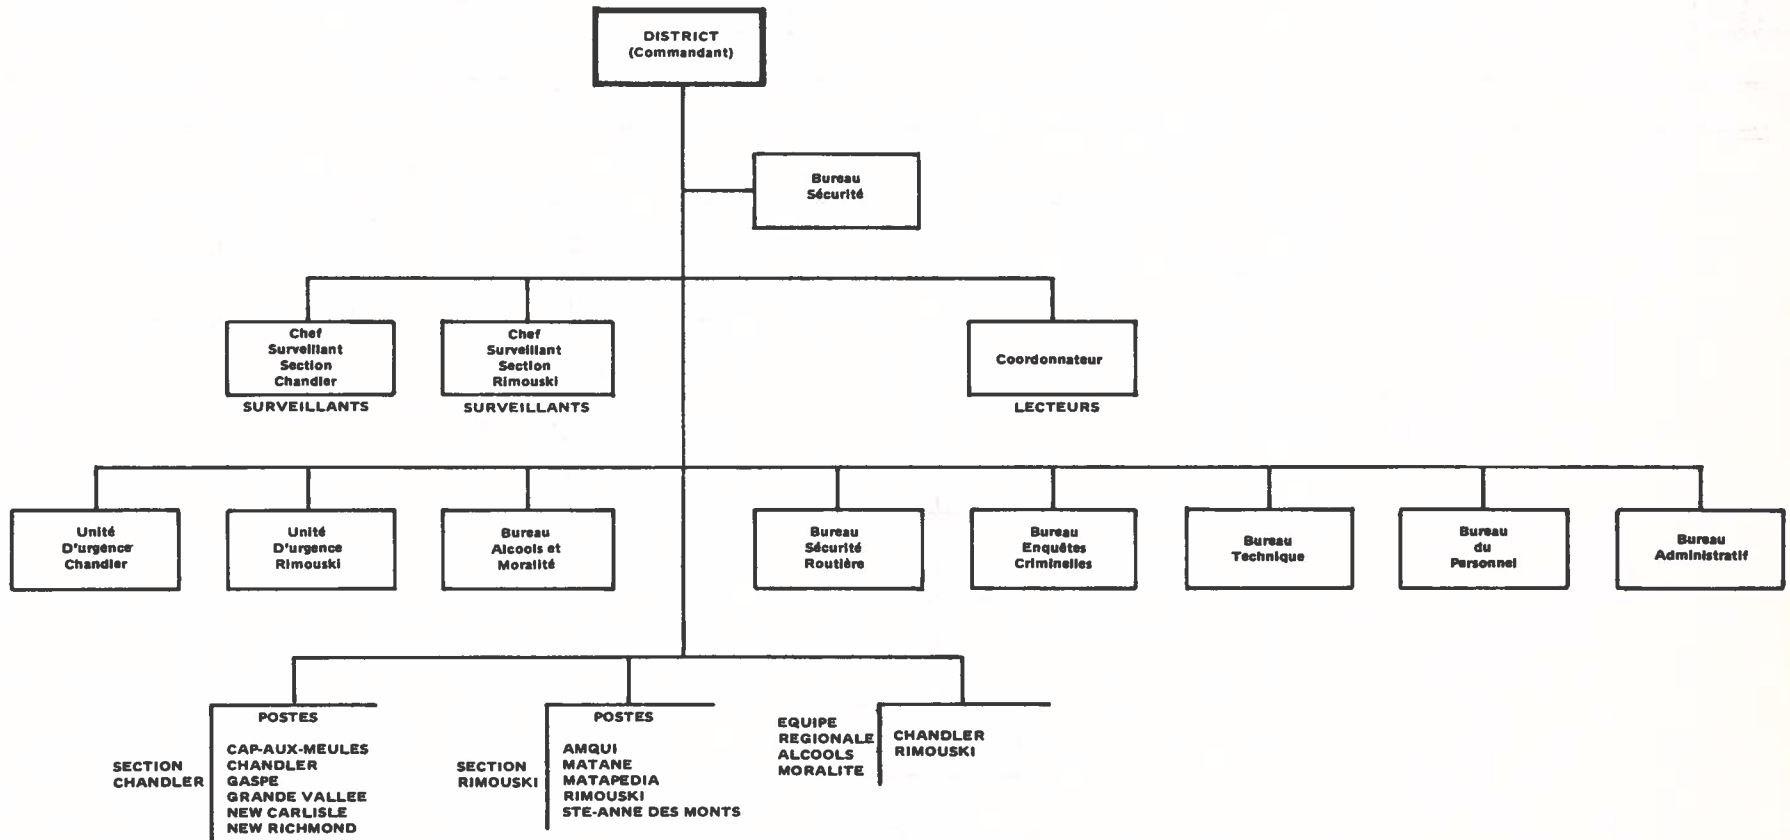 DISTRICT
(Commandant)
Bureau
Sécurité
Chef
Surveillant
Section
Chandler
SURVEILLANTS
Chef
Surveillant
Section
Rimouski
SURVEILLANTS
Coordonnateur
LECTEURS
Unité
D'urgence
Chandler
Unité
D'urgence
Rimouski
Bureau
Alcools et
Moralité
Bureau
Sécurité
Routière
Bureau
Enquêtes
Criminelles
Bureau
Technique
Bureau
du
Personnel
Bureau
Administratif
SECTION
CHANDLER
POSTES
CAP-AUX-MEULES
CHANDLER
GASPE
GRANDE VALLEE
NEW CARLISLE
NEW RICHMOND
SECTION
RIMOUSKI
POSTES
AMQUI
MATANE
MATAPEDIA
RIMOUSKI
STE-ANNE DES MONTS
EQUIPE
REGIONALE
ALCOOLS
MORALITE
CHANDLER
RIMOUSKI